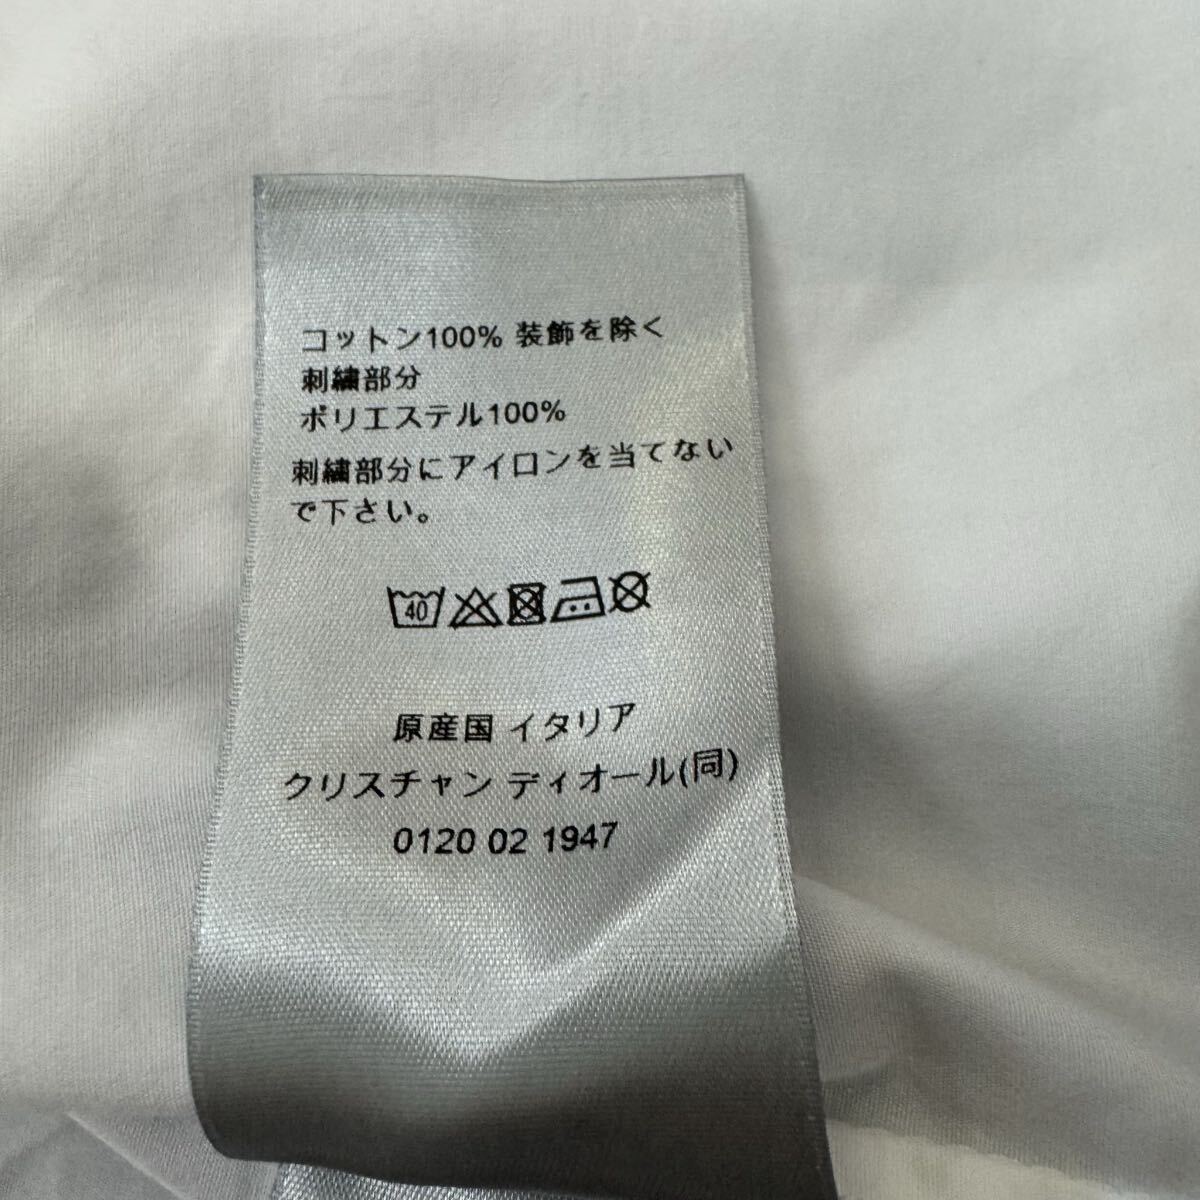 コットン100% 装飾を除く
刺繍部分
ポリエステル100%
刺繍部分にアイロンを当てない
で下さい。
40
原産国 イタリア
クリスチャン ディオール(同)
0120 02 1947